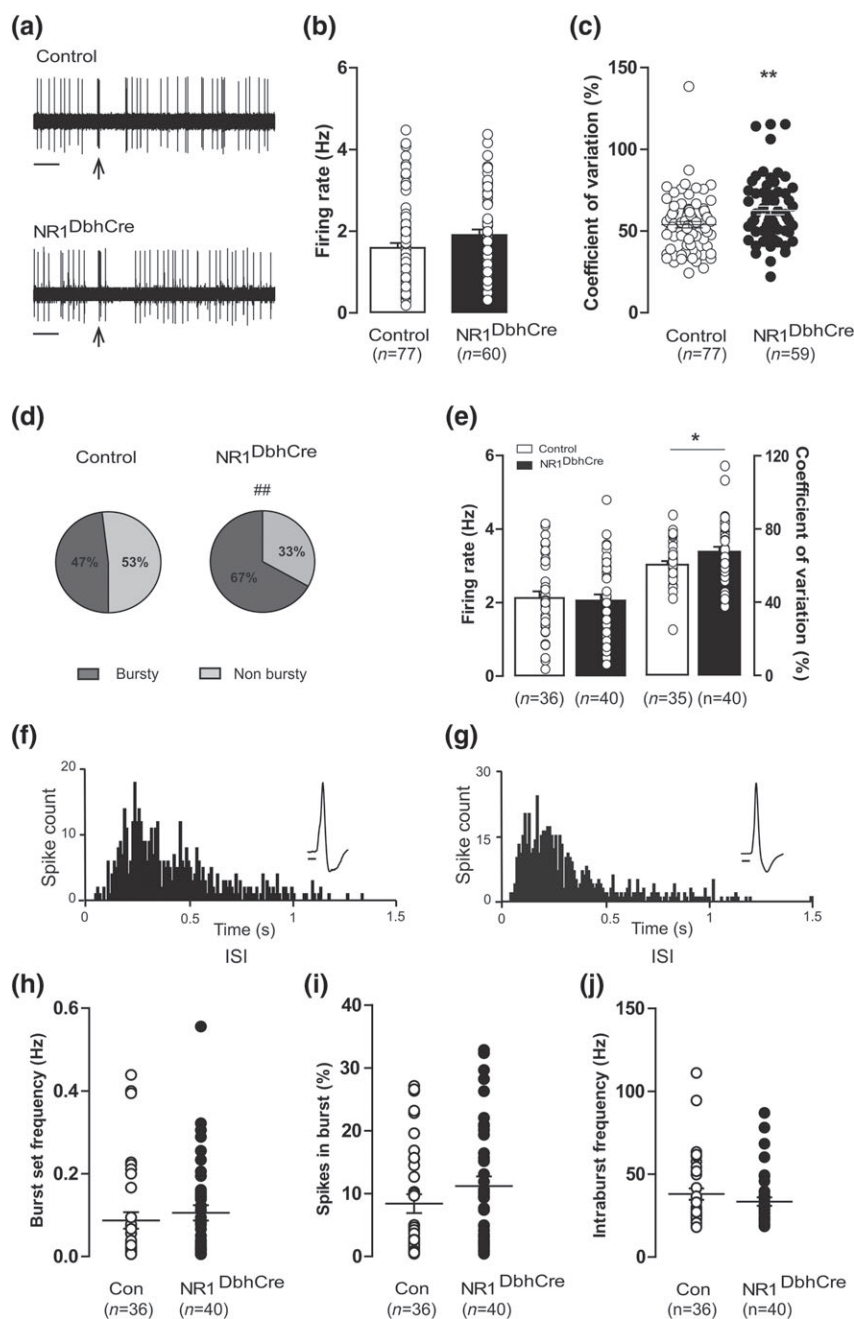 (a)
Control
NR1DbhCre
(b)
Firing rate (Hz)
6
4
2
0
Control
(n=77)
NR1DbhCre
(n=60)
(c)
Coefficient of variation (%)
150
100
50
0
**
Control
(n=77)
NR1DbhCre
(n=59)
(d)
Control
47%
53%
NR1DbhCre
##
33%
67%
Bursty
Non bursty
(e)
Control
NR1DbhCre
*
Firing rate (Hz)
6
4
2
0
Coefficient of variation (%)
120
80
40
0
(n=36)
(n=40)
(n=35)
(n=40)
(f)
Spike count
20
10
0
0
0.5
1
1.5
Time (s)
ISI
(g)
Spike count
30
15
0
0
0.5
1
1.5
Time (s)
ISI
(h)
Burst set frequency (Hz)
0.6
0.4
0.2
0.0
Con
(n=36)
NR1DbhCre
(n=40)
(i)
Spikes in burst (%)
40
30
20
10
0
Con
(n=36)
NR1DbhCre
(n=40)
(j)
Intraburst frequency (Hz)
150
100
50
0
Con
(n=36)
NR1DbhCre
(n=40)